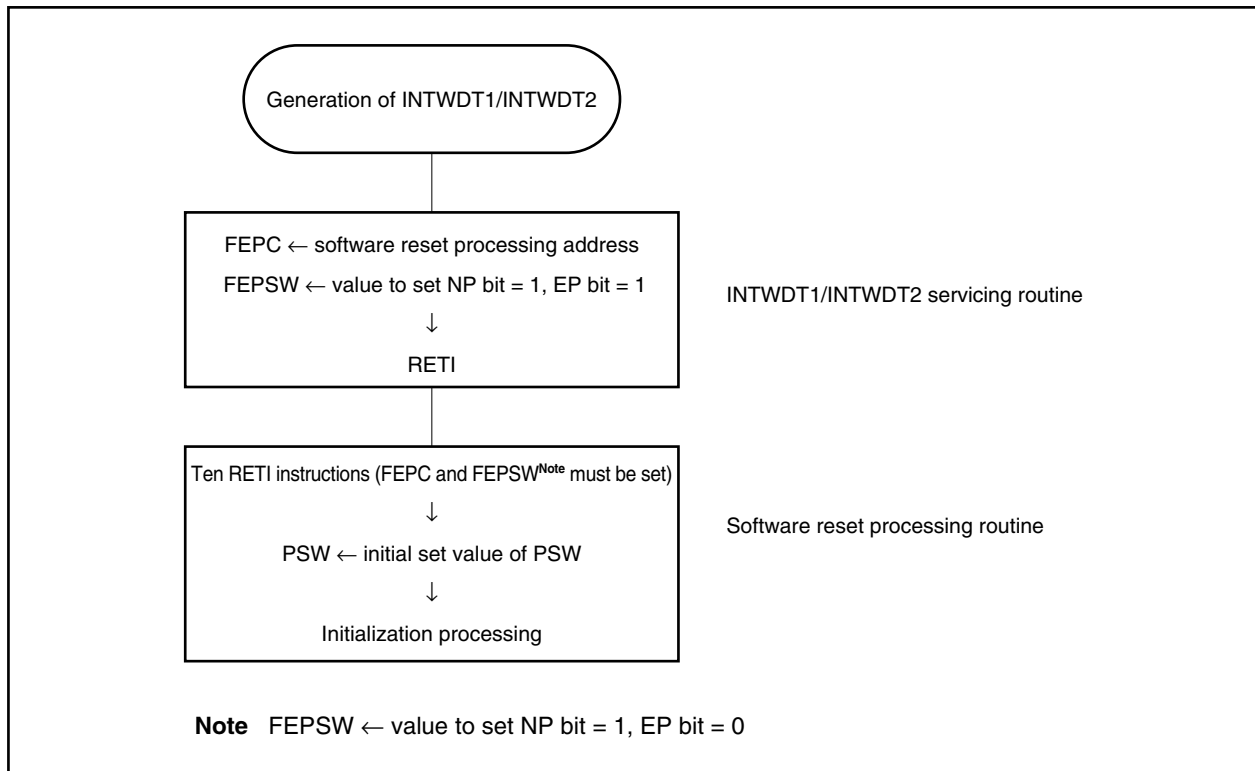 Generation of INTWDT1/INTWDT2
FEPC ← software reset processing address
FEPSW ← value to set NP bit = 1, EP bit = 1
↓
RETI
INTWDT1/INTWDT2 servicing routine
Ten RETI instructions (FEPC and FEPSWNote must be set)
↓
PSW ← initial set value of PSW
↓
Initialization processing
Software reset processing routine
Note FEPSW ← value to set NP bit = 1, EP bit = 0